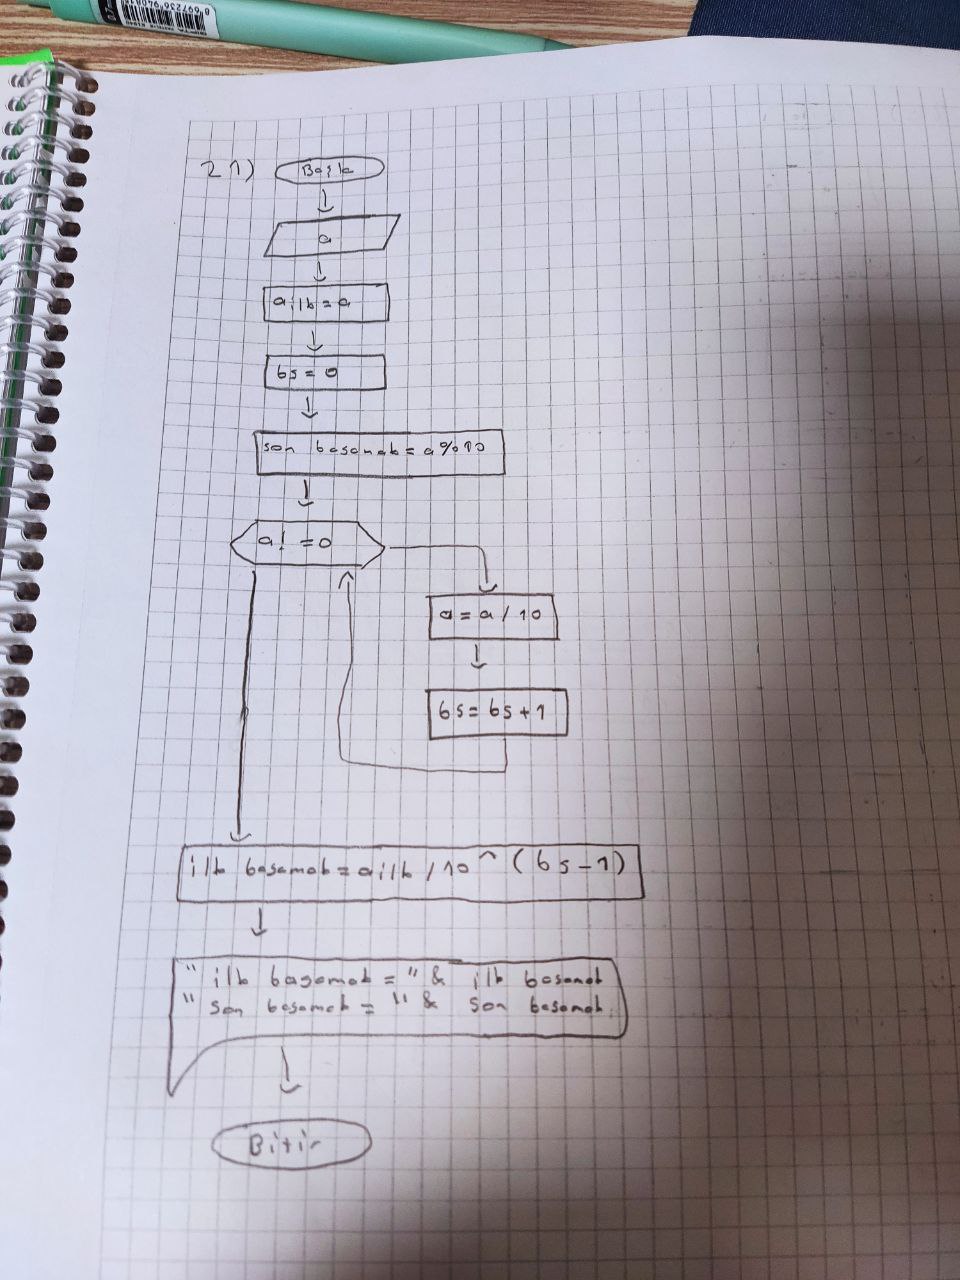 21) Başla
a
ailk = a
bs = 0
son basamak = a%10
a! = 0
a = a / 10
bs = bs + 1
ilk basamak = ailk / 10 ^ (bs - 1)
" ilk basamak = " & ilk basamak
" son basamak = " & son basamak
Bitir